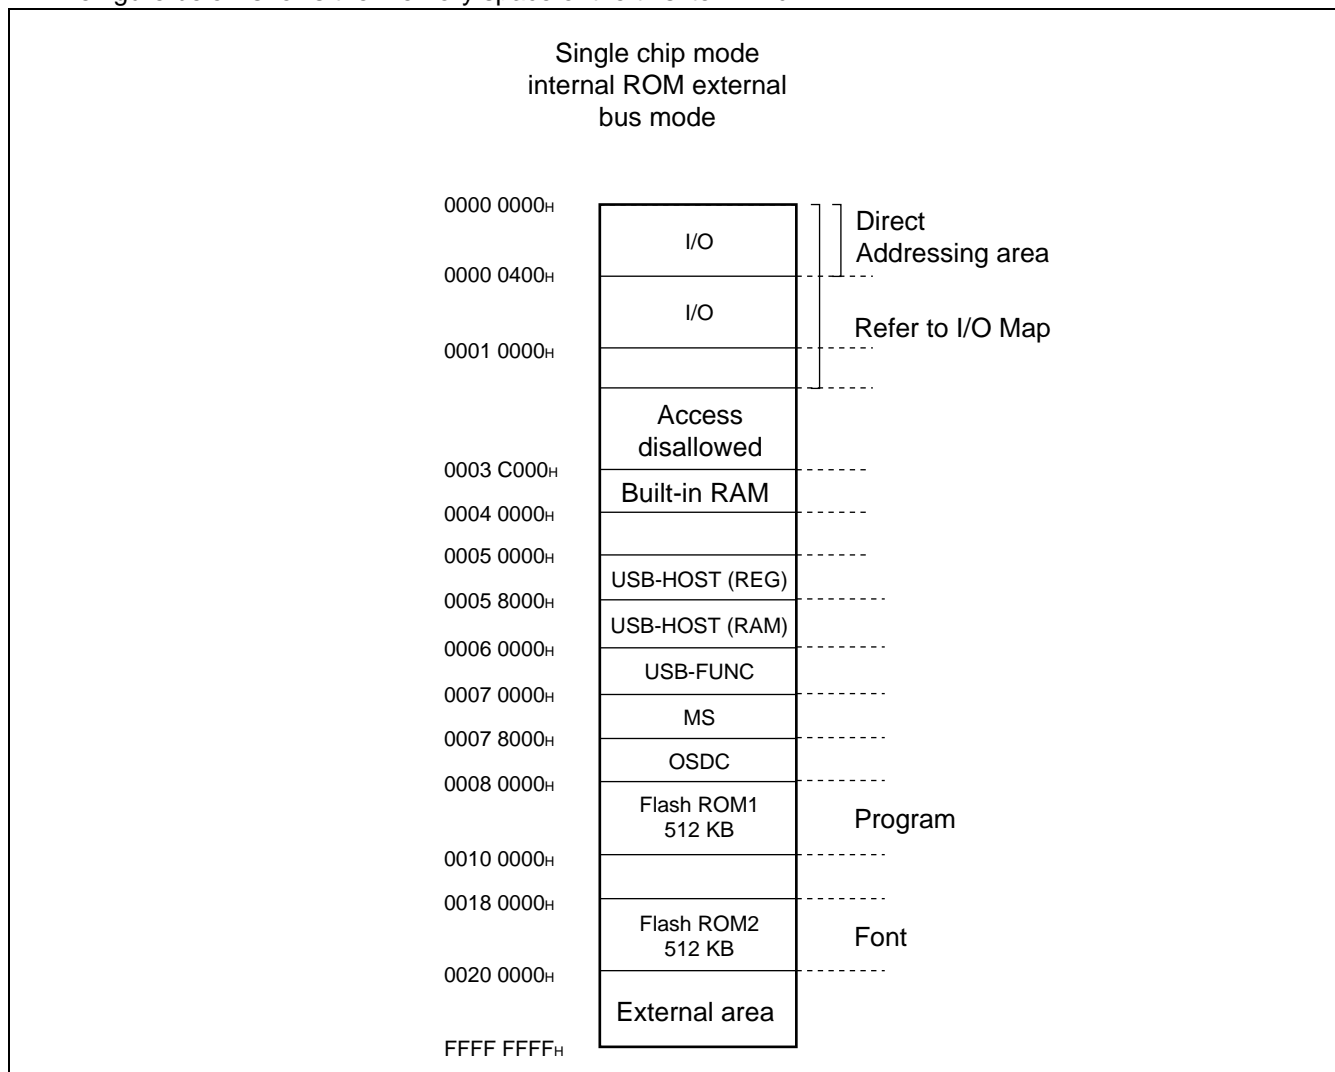 Single chip mode
internal ROM external
bus mode
0000 0000H
I/O
Direct
Addressing area
0000 0400H
I/O
Refer to I/O Map
0001 0000H
Access
disallowed
0003 C000H
Built-in RAM
0004 0000H
0005 0000H
USB-HOST (REG)
0005 8000H
USB-HOST (RAM)
0006 0000H
USB-FUNC
0007 0000H
MS
0007 8000H
OSDC
0008 0000H
Flash ROM1
512 KB
Program
0010 0000H
0018 0000H
Flash ROM2
512 KB
Font
0020 0000H
External area
FFFF FFFFH